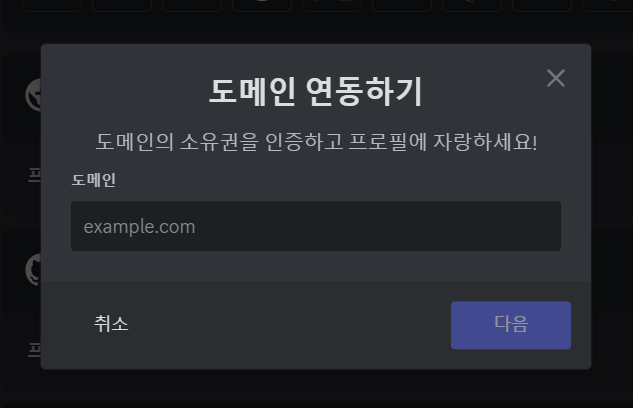 도메인 연동하기
도메인의 소유권을 인증하고 프로필에 자랑하세요!
도메인
example.com
취소
다음